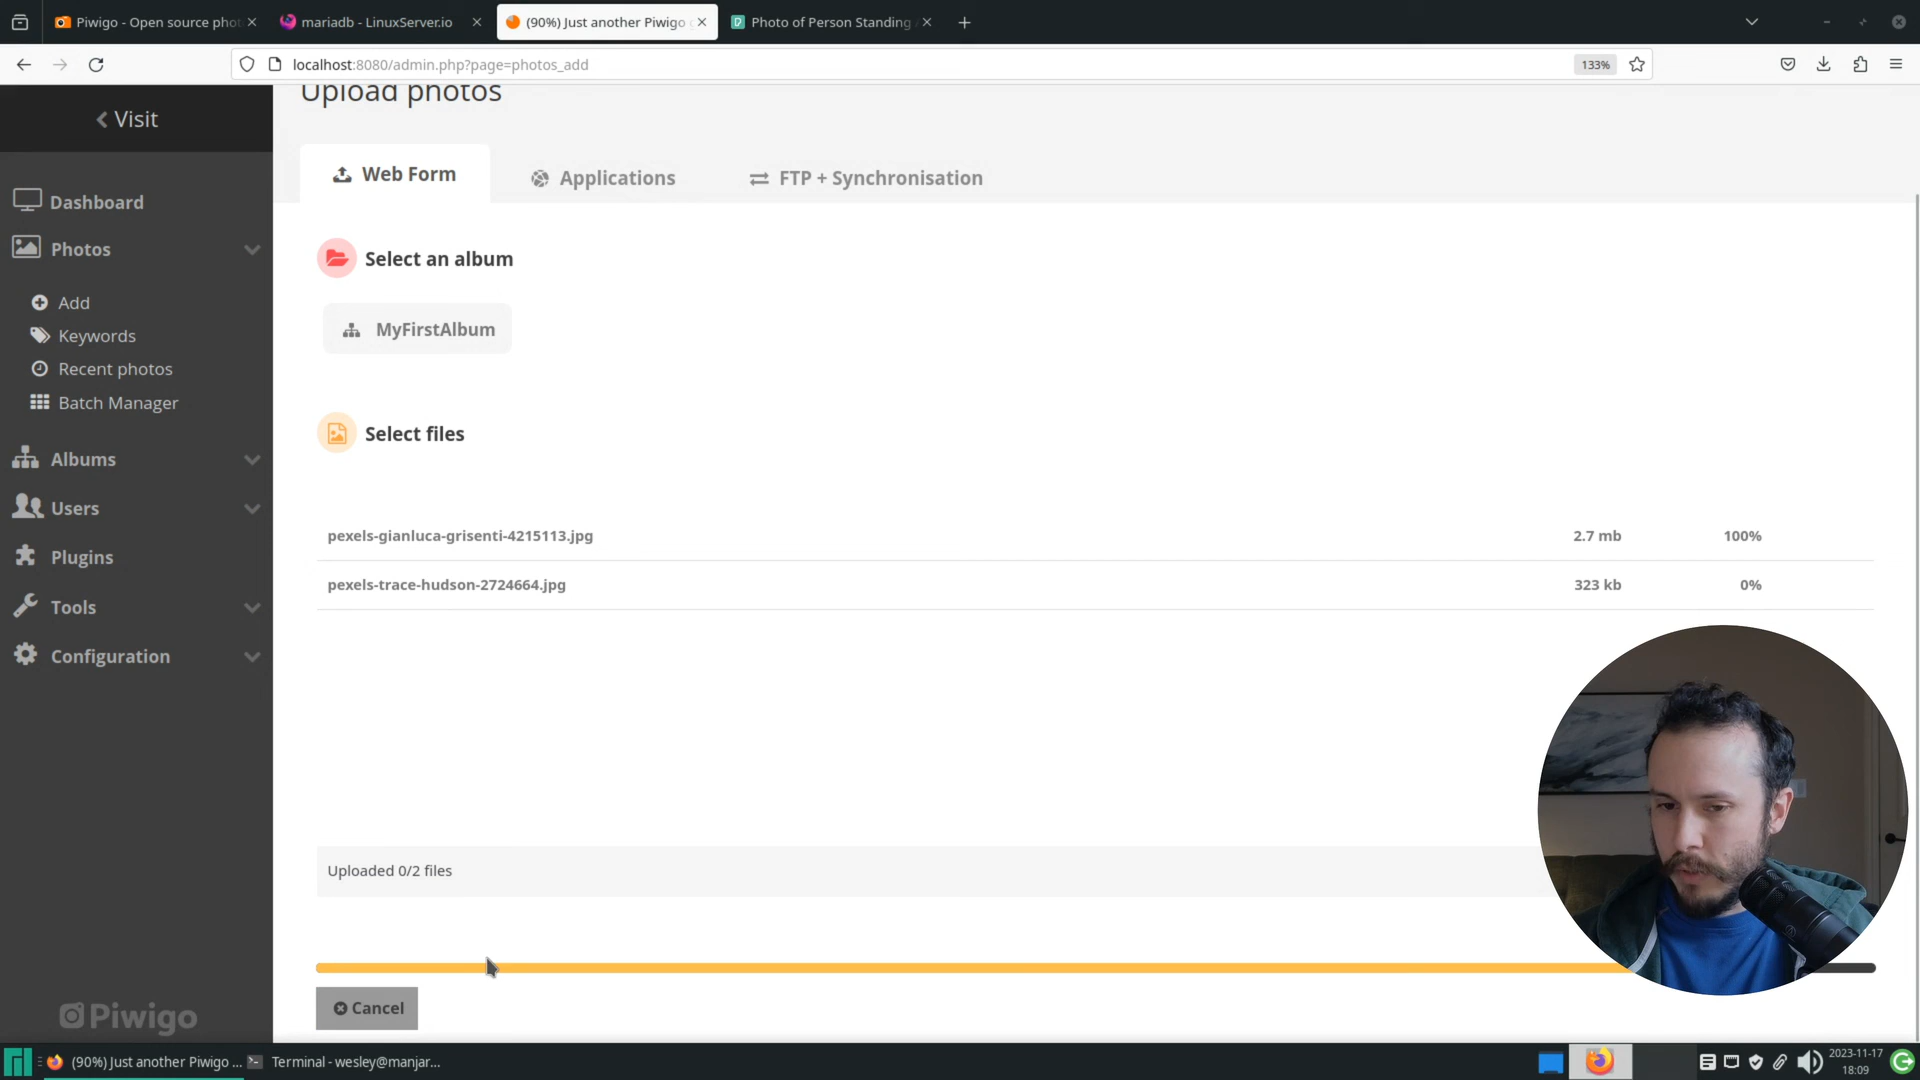 Piwigo - Open source phot
mariadb - LinuxServer.io
(90%) Just another Piwigo
Photo of Person Standing
localhost:8080/admin.php?page=photos_add
133%
Visit
Upload photos
Web Form
Applications
FTP + Synchronisation
Dashboard
Photos
Add
Keywords
Recent photos
Batch Manager
Albums
Users
Plugins
Tools
Configuration
Piwigo
Select an album
MyFirstAlbum
Select files
pexels-gianluca-grisenti-4215113.jpg 2.7 mb 100%
pexels-trace-hudson-2724664.jpg 323 kb 0%
Uploaded 0/2 files
Cancel
(90%) Just another Piwigo ...
Terminal - wesley@manjar...
2023-11-17
18:09